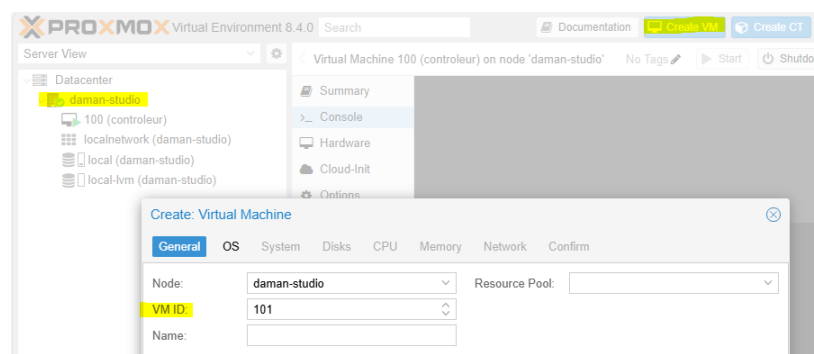 PROXMOX Virtual Environment 8.4.0 Search Documentation Create VM Create CT
Server View
Virtual Machine 100 (controleur) on node 'daman-studio' No Tags Start Shutdo
Datacenter
daman-studio
100 (controleur)
localnetwork (daman-studio)
local (daman-studio)
local-lvm (daman-studio)
Summary
>_ Console
Hardware
Cloud-Init
Options
Create: Virtual Machine
General OS System Disks CPU Memory Network Confirm
Node: daman-studio Resource Pool:
VM ID: 101
Name: